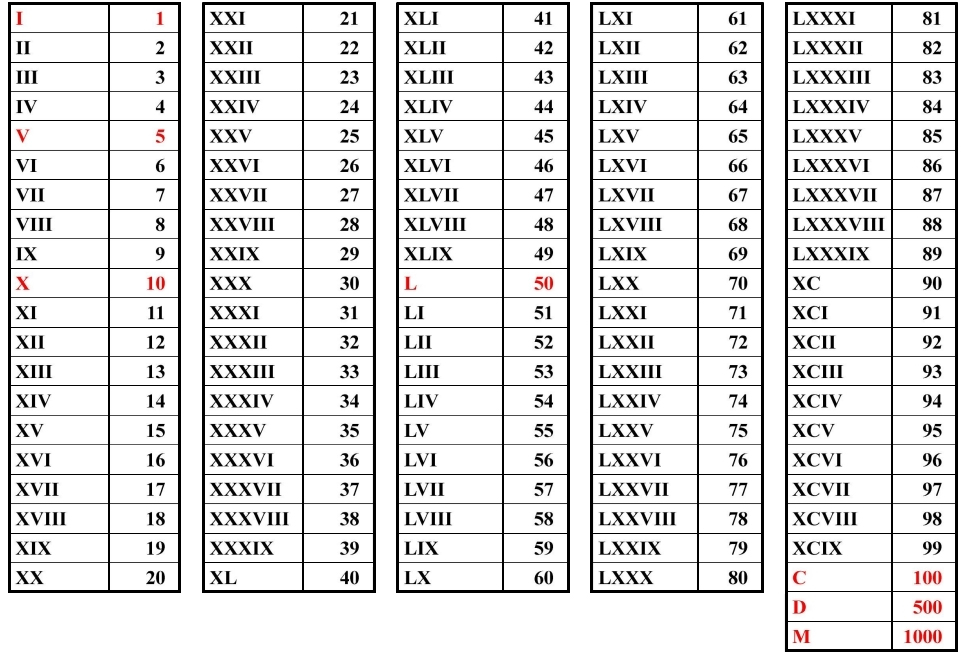 I 1
II 2
III 3
IV 4
V 5
VI 6
VII 7
VIII 8
IX 9
X 10
XI 11
XII 12
XIII 13
XIV 14
XV 15
XVI 16
XVII 17
XVIII 18
XIX 19
XX 20
XXI 21
XXII 22
XXIII 23
XXIV 24
XXV 25
XXVI 26
XXVII 27
XXVIII 28
XXIX 29
XXX 30
XXXI 31
XXXII 32
XXXIII 33
XXXIV 34
XXXV 35
XXXVI 36
XXXVII 37
XXXVIII 38
XXXIX 39
XL 40
XLI 41
XLII 42
XLIII 43
XLIV 44
XLV 45
XLVI 46
XLVII 47
XLVIII 48
XLIX 49
L 50
LI 51
LII 52
LIII 53
LIV 54
LV 55
LVI 56
LVII 57
LVIII 58
LIX 59
LX 60
LXI 61
LXII 62
LXIII 63
LXIV 64
LXV 65
LXVI 66
LXVII 67
LXVIII 68
LXIX 69
LXX 70
LXXI 71
LXXII 72
LXXIII 73
LXXIV 74
LXXV 75
LXXVI 76
LXXVII 77
LXXVIII 78
LXXIX 79
LXXX 80
LXXXI 81
LXXXII 82
LXXXIII 83
LXXXIV 84
LXXXV 85
LXXXVI 86
LXXXVII 87
LXXXVIII 88
LXXXIX 89
XC 90
XCI 91
XCII 92
XCIII 93
XCIV 94
XCV 95
XCVI 96
XCVII 97
XCVIII 98
XCIX 99
C 100
D 500
M 1000